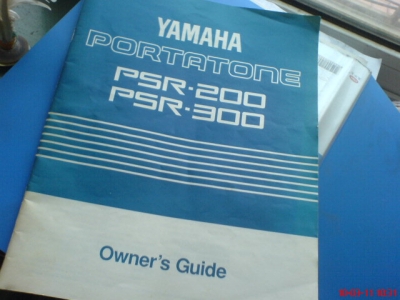 YAMAHA
PORTATONE
PSR-200
PSR-300
Owner's Guide